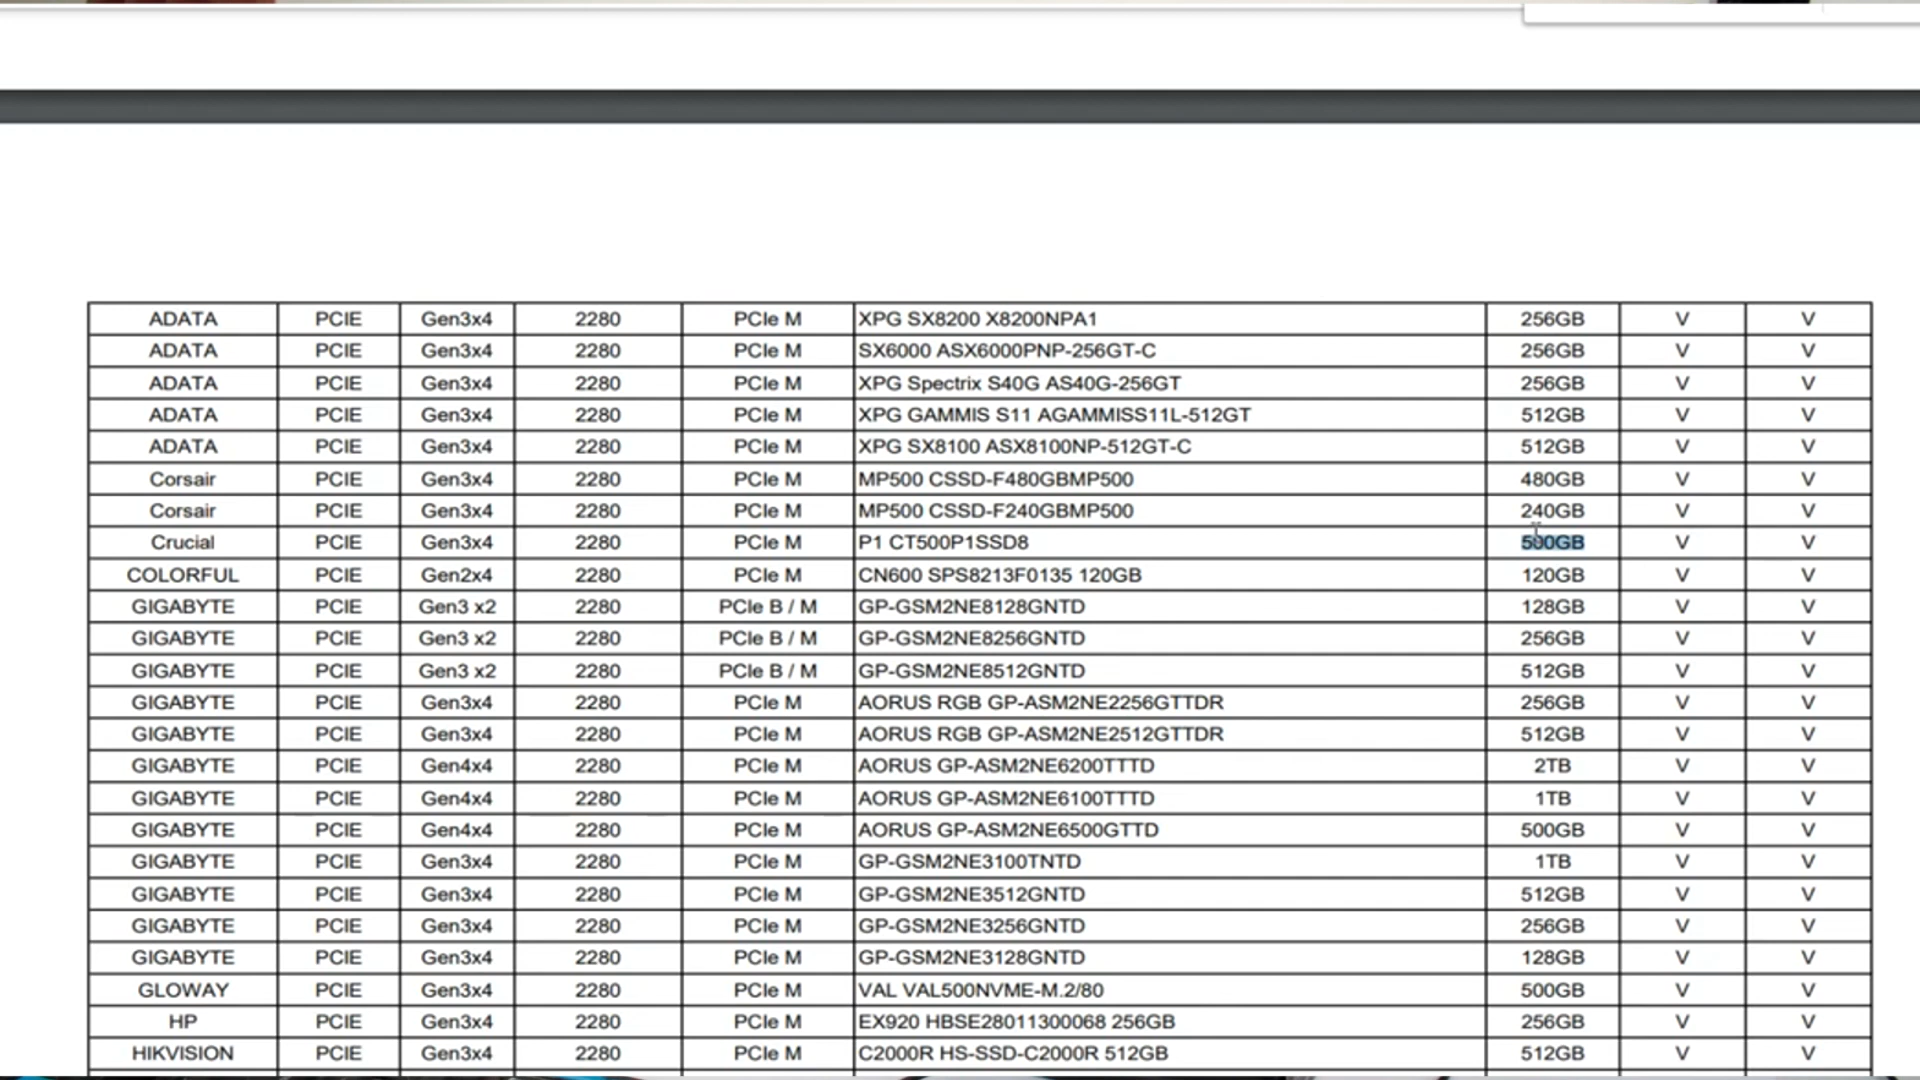 ADATA PCIE Gen3x4 2280 PCIe M XPG SX8200 X8200NPA1 256GB V V
ADATA PCIE Gen3x4 2280 PCIe M SX6000 ASX6000PNP-256GT-C 256GB V V
ADATA PCIE Gen3x4 2280 PCIe M XPG Spectrix S40G AS40G-256GT 256GB V V
ADATA PCIE Gen3x4 2280 PCIe M XPG GAMMIS S11 AGAMMISS11L-512GT 512GB V V
ADATA PCIE Gen3x4 2280 PCIe M XPG SX8100 ASX8100NP-512GT-C 512GB V V
Corsair PCIE Gen3x4 2280 PCIe M MP500 CSSD-F480GBMP500 480GB V V
Corsair PCIE Gen3x4 2280 PCIe M MP500 CSSD-F240GBMP500 240GB V V
Crucial PCIE Gen3x4 2280 PCIe M P1 CT500P1SSD8 500GB V V
COLORFUL PCIE Gen2x4 2280 PCIe M CN600 SPS8213F0135 120GB 120GB V V
GIGABYTE PCIE Gen3 x2 2280 PCIe B / M GP-GSM2NE8128GNTD 128GB V V
GIGABYTE PCIE Gen3 x2 2280 PCIe B / M GP-GSM2NE8256GNTD 256GB V V
GIGABYTE PCIE Gen3 x2 2280 PCIe B / M GP-GSM2NE8512GNTD 512GB V V
GIGABYTE PCIE Gen3x4 2280 PCIe M AORUS RGB GP-ASM2NE2256GTTDR 256GB V V
GIGABYTE PCIE Gen3x4 2280 PCIe M AORUS RGB GP-ASM2NE2512GTTDR 512GB V V
GIGABYTE PCIE Gen4x4 2280 PCIe M AORUS GP-ASM2NE6200TTTD 2TB V V
GIGABYTE PCIE Gen4x4 2280 PCIe M AORUS GP-ASM2NE6100TTTD 1TB V V
GIGABYTE PCIE Gen4x4 2280 PCIe M AORUS GP-ASM2NE6500GTTD 500GB V V
GIGABYTE PCIE Gen3x4 2280 PCIe M GP-GSM2NE3100TNTD 1TB V V
GIGABYTE PCIE Gen3x4 2280 PCIe M GP-GSM2NE3512GNTD 512GB V V
GIGABYTE PCIE Gen3x4 2280 PCIe M GP-GSM2NE3256GNTD 256GB V V
GIGABYTE PCIE Gen3x4 2280 PCIe M GP-GSM2NE3128GNTD 128GB V V
GLOWAY PCIE Gen3x4 2280 PCIe M VAL VAL500NVME-M.2/80 500GB V V
HP PCIE Gen3x4 2280 PCIe M EX920 HBSE28011300068 256GB 256GB V V
HIKVISION PCIE Gen3x4 2280 PCIe M C2000R HS-SSD-C2000R 512GB 512GB V V